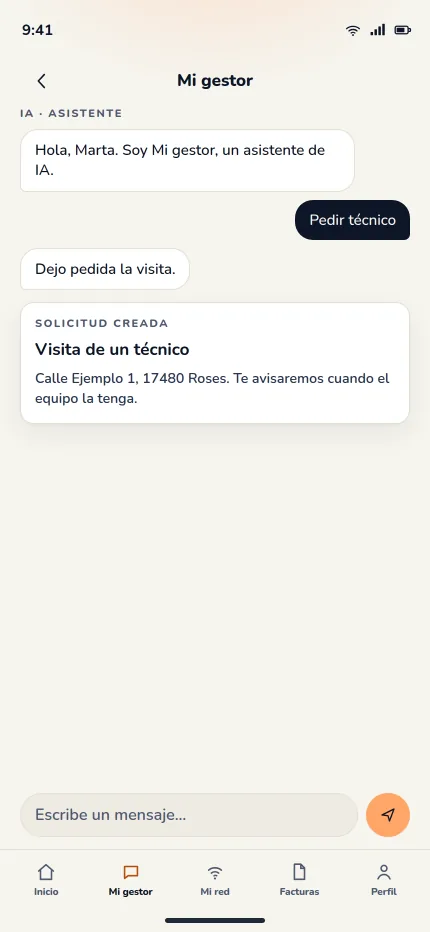 9:41
Mi gestor
IA · ASISTENTE
Hola, Marta. Soy Mi gestor, un asistente de
IA.
Pedir técnico
Dejo pedida la visita.
SOLICITUD CREADA
Visita de un técnico
Calle Ejemplo 1, 17480 Roses. Te avisaremos cuando el
equipo la tenga.
Escribe un mensaje...
Inicio
Mi gestor
Mi red
Facturas
Perfil